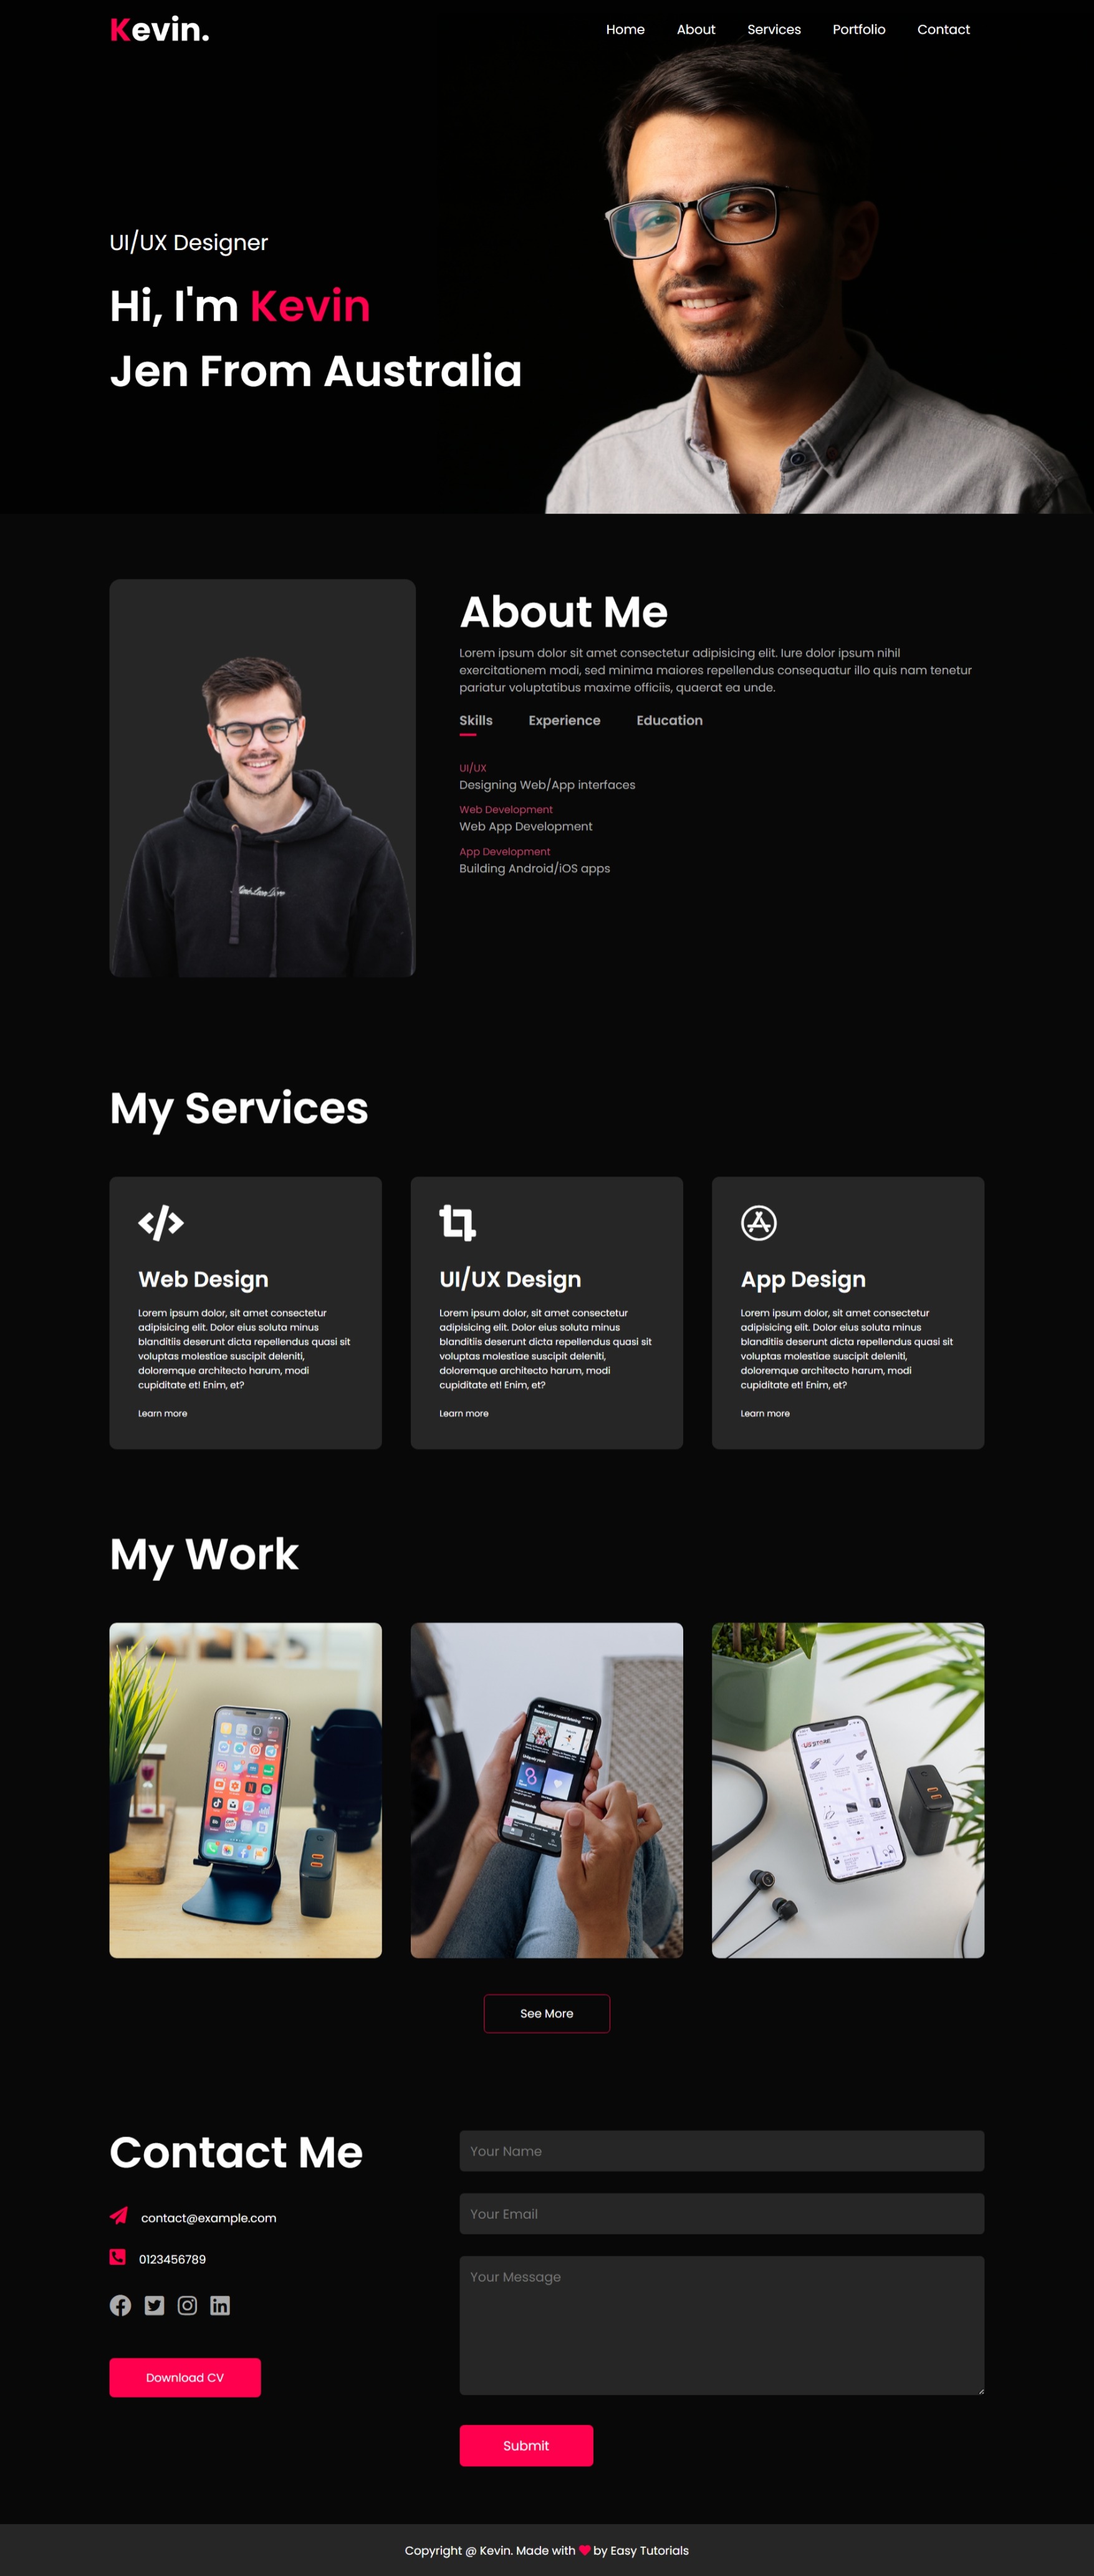 Kevin.
Home
About
Services
Portfolio
Contact
UI/UX Designer
Hi, I'm Kevin
Jen From Australia
About Me
Lorem ipsum dolor sit amet consectetur adipisicing elit. Iure dolor ipsum nihil
exercitationem modi, sed minima maiores repellendus consequatur illo quis nam tenetur
pariatur voluptatibus maxime officiis, quaerat ea unde.
Skills
Experience
Education
UI/UX
Designing Web/App interfaces
Web Development
Web App Development
App Development
Building Android/iOS apps
My Services
Web Design
Lorem ipsum dolor, sit amet consectetur
adipisicing elit. Dolor eius soluta minus
blanditiis deserunt dicta repellendus quasi sit
voluptas molestiae suscipit deleniti,
doloremque architecto harum, modi
cupiditate et! Enim, et?
Learn more
UI/UX Design
Lorem ipsum dolor, sit amet consectetur
adipisicing elit. Dolor eius soluta minus
blanditiis deserunt dicta repellendus quasi sit
voluptas molestiae suscipit deleniti,
doloremque architecto harum, modi
cupiditate et! Enim, et?
Learn more
App Design
Lorem ipsum dolor, sit amet consectetur
adipisicing elit. Dolor eius soluta minus
blanditiis deserunt dicta repellendus quasi sit
voluptas molestiae suscipit deleniti,
doloremque architecto harum, modi
cupiditate et! Enim, et?
Learn more
My Work
See More
Contact Me
contact@example.com
0123456789
Download CV
Your Name
Your Email
Your Message
Submit
Copyright @ Kevin. Made with by Easy Tutorials